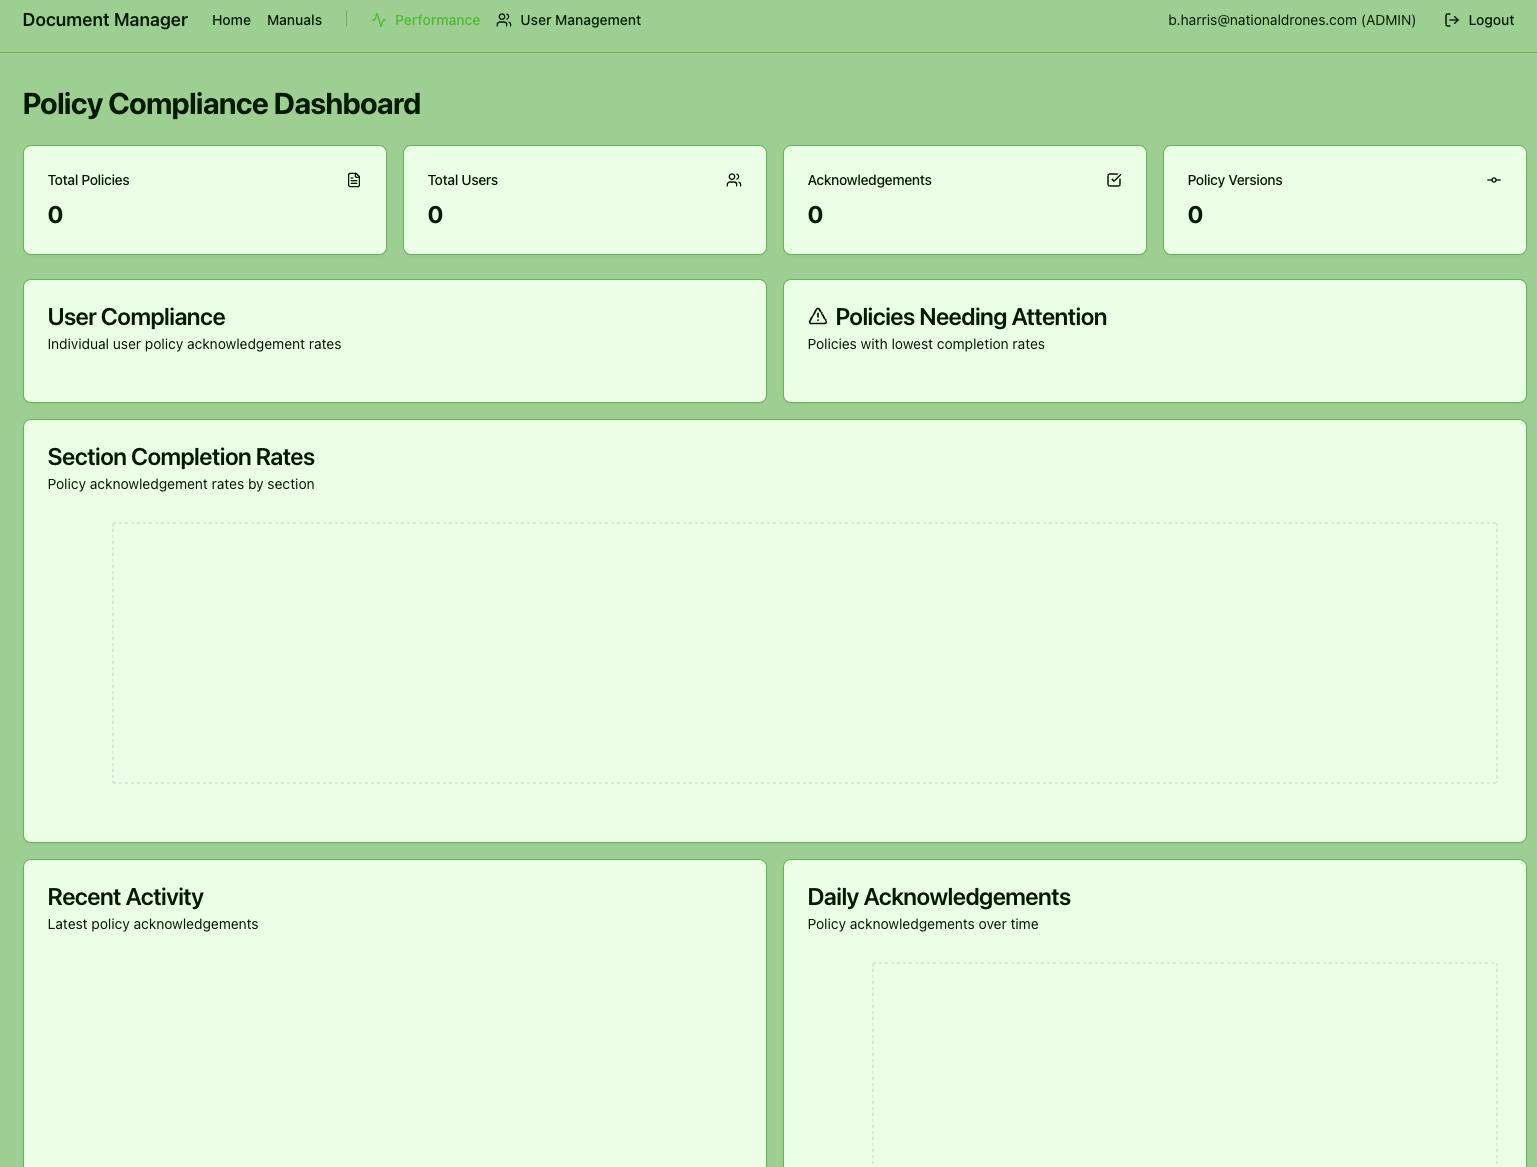 Document Manager Home Manuals Performance User Management b.harris@nationaldrones.com (ADMIN) Logout
Policy Compliance Dashboard
Total Policies
0
Total Users
0
Acknowledgements
0
Policy Versions
0
User Compliance
Individual user policy acknowledgement rates
Policies Needing Attention
Policies with lowest completion rates
Section Completion Rates
Policy acknowledgement rates by section
Recent Activity
Latest policy acknowledgements
Daily Acknowledgements
Policy acknowledgements over time